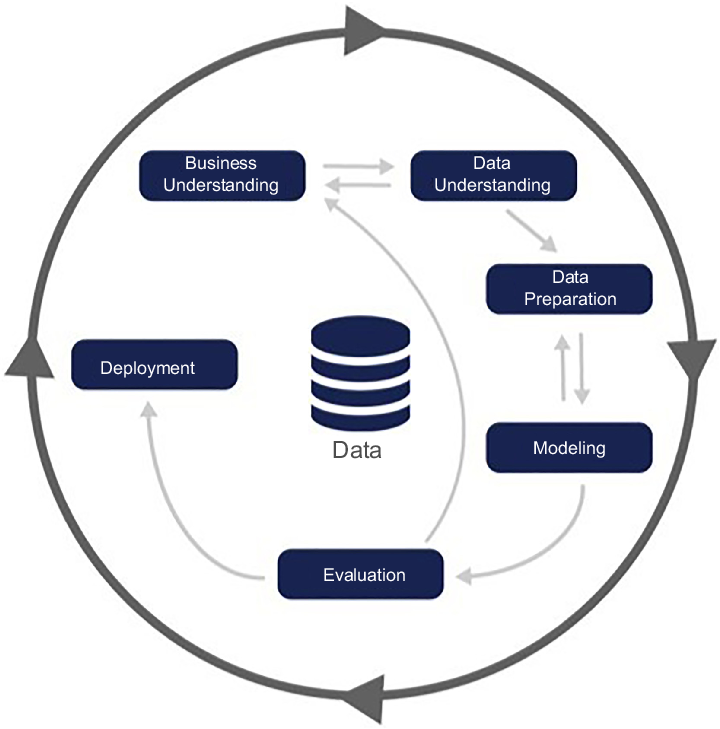 Business
Understanding
Data
Understanding
Data
Preparation
Deployment
Data
Modeling
Evaluation